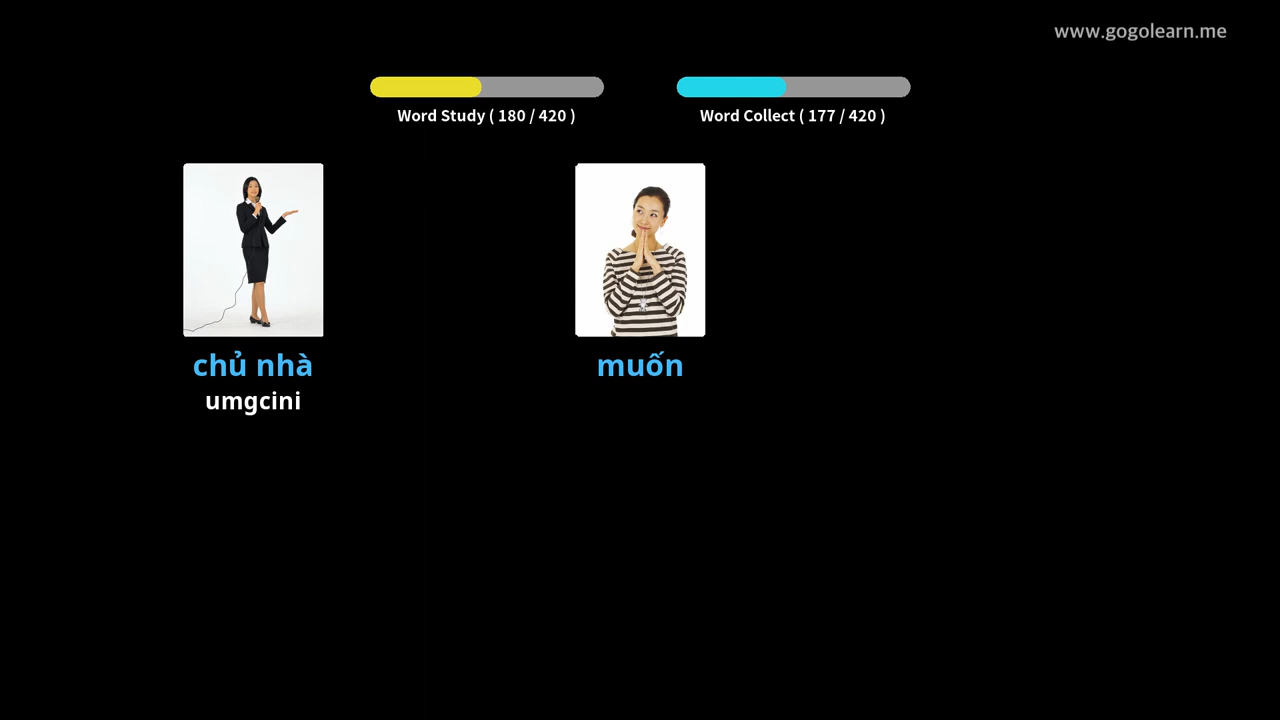 www.gogolearn.me
Word Study ( 180 / 420 )
Word Collect ( 177 / 420 )
chủ nhà
umgcini
muốn